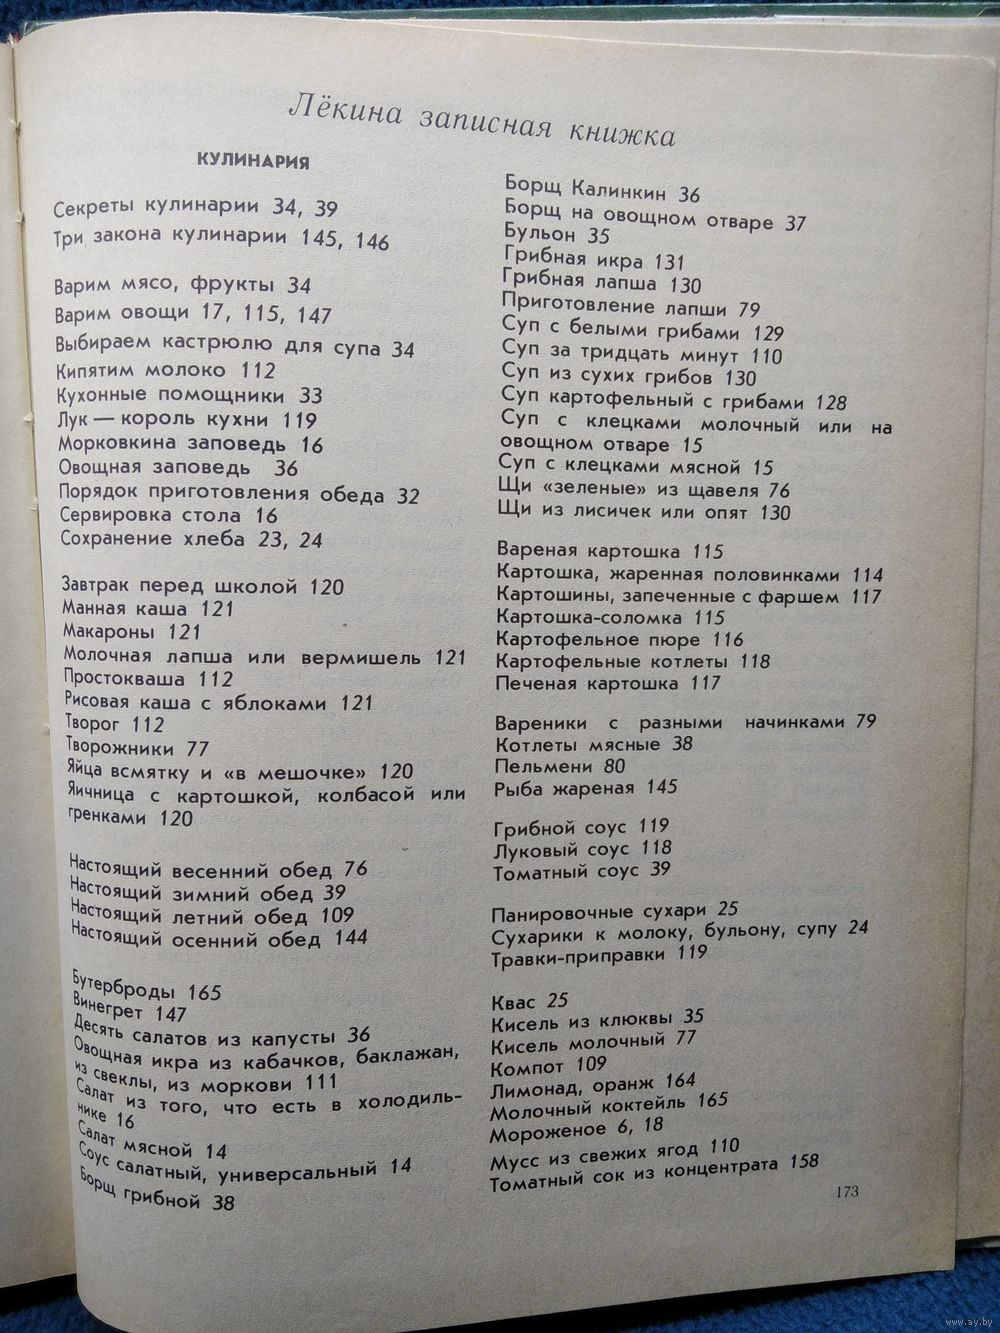 Лёкина записная книжка
КУЛИНАРИЯ
Секреты кулинарии 34, 39
Три закона кулинарии 145, 146
Варим мясо, фрукты 34
Варим овощи 17, 115, 147
Выбираем кастрюлю для супа 34
Кипятим молоко 112
Кухонные помощники 33
Лук — король кухни 119
Морковкина заповедь 16
Овощная заповедь 36
Порядок приготовления обеда 32
Сервировка стола 16
Сохранение хлеба 23, 24
Завтрак перед школой 120
Манная каша 121
Макароны 121
Молочная лапша или вермишель 121
Простокваша 112
Рисовая каша с яблоками 121
Творог 112
Творожники 77
Яйца всмятку и «в мешочке» 120
Яичница с картошкой, колбасой или
гренками 120
Настоящий весенний обед 76
Настоящий зимний обед 39
Настоящий летний обед 109
Настоящий осенний обед 144
Бутерброды 165
Винегрет 147
Десять салатов из капусты 36
Овощная икра из кабачков, баклажан,
из свеклы, из моркови 111
Салат из того, что есть в холодиль-
нике 16
Салат мясной 14
Соус салатный, универсальный 14
Борщ грибной 38
Борщ Калинкин 36
Борщ на овощном отваре 37
Бульон 35
Грибная икра 131
Грибная лапша 130
Приготовление лапши 79
Суп с белыми грибами 129
Суп за тридцать минут 110
Суп из сухих грибов 130
Суп картофельный с грибами 128
Суп с клецками молочный или на
овощном отваре 15
Суп с клецками мясной 15
Щи «зеленые» из щавеля 76
Щи из лисичек или опят 130
Вареная картошка 115
Картошка, жаренная половинками 114
Картошины, запеченные с фаршем 117
Картошка-соломка 115
Картофельное пюре 116
Картофельные котлеты 118
Печеная картошка 117
Вареники с разными начинками 79
Котлеты мясные 38
Пельмени 80
Рыба жареная 145
Грибной соус 119
Луковый соус 118
Томатный соус 39
Панировочные сухари 25
Сухарики к молоку, бульону, супу 24
Травки-приправки 119
Квас 25
Кисель из клюквы 35
Кисель молочный 77
Компот 109
Лимонад, оранж 164
Молочный коктейль 165
Мороженое 6, 18
Мусс из свежих ягод 110
Томатный сок из концентрата 158
173
www.ay.by